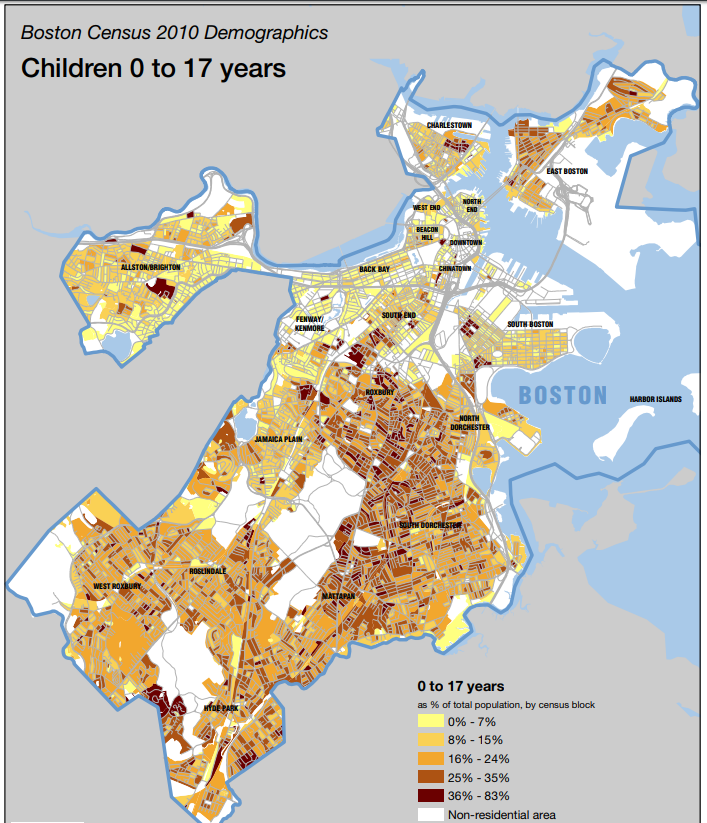 Boston Census 2010 Demographics
Children 0 to 17 years
CHARLESTOWN
EAST BOSTON
WEST END
NORTH
END
BEACON
HILL
DOWNTOWN
ALLSTON/BRIGHTON
BACK BAY
CHINATOWN
FENWAY/
KENMORE
SOUTH END
SOUTH BOSTON
BOSTON
ROXBURY
HARBOR ISLANDS
NORTH
DORCHESTER
JAMAICA PLAIN
SOUTH DORCHESTER
ROSLINDALE
WEST ROXBURY
MATTAPAN
HYDE PARK
0 to 17 years
as % of total population, by census block
0% - 7%
8% - 15%
16% - 24%
25% - 35%
36% - 83%
Non-residential area